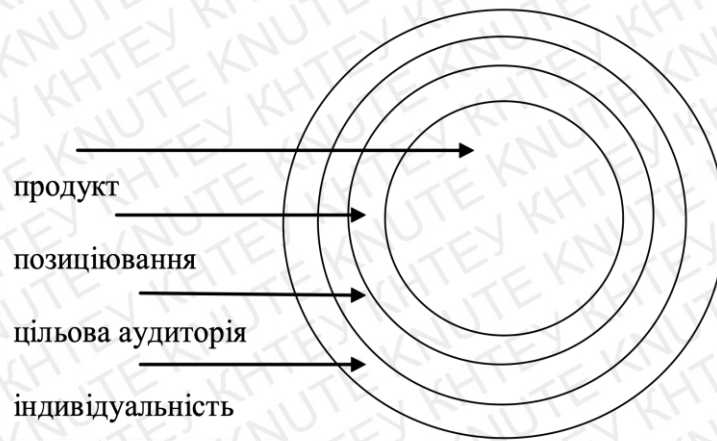 продукт
позиціювання
цільова аудиторія
індивідуальність